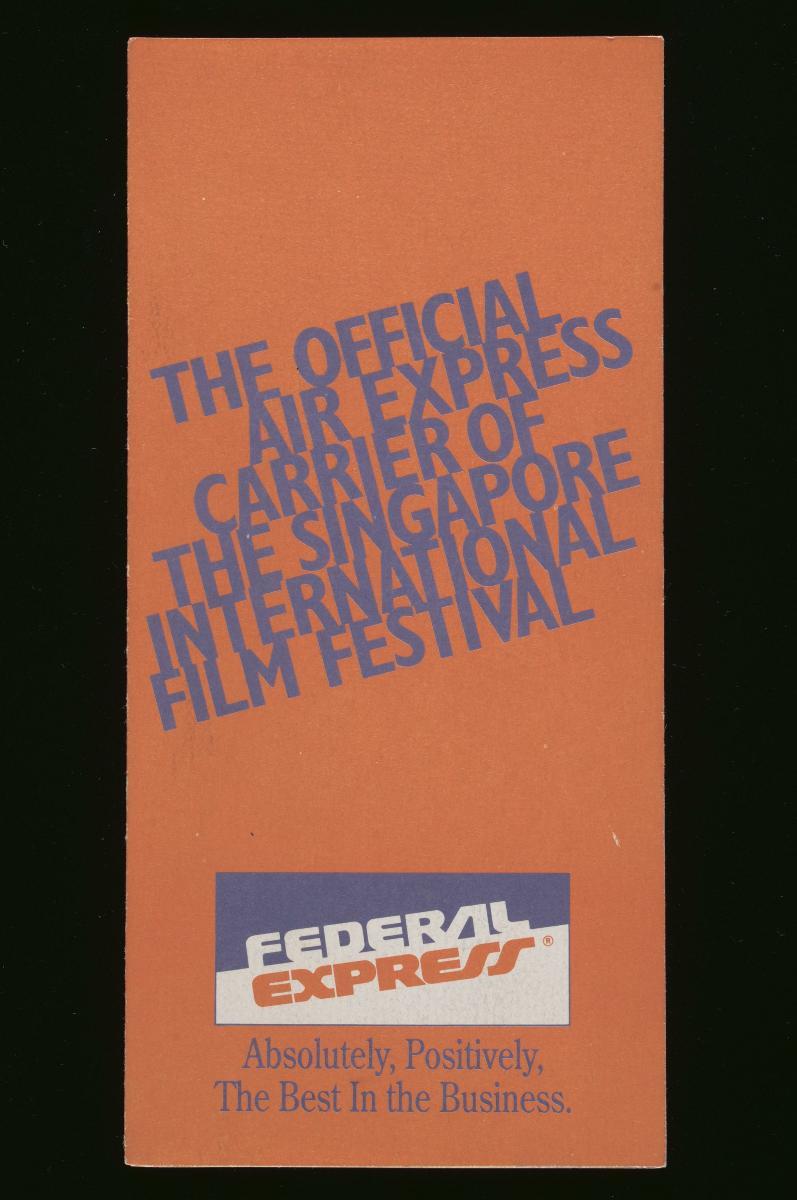 THE OFFICIAL
AIR EXPRESS
CARRIER OF
THE SINGAPORE
INTERNATIONAL
FILM FESTIVAL
FEDERAL
EXPRESS®
Absolutely, Positively,
The Best In the Business.